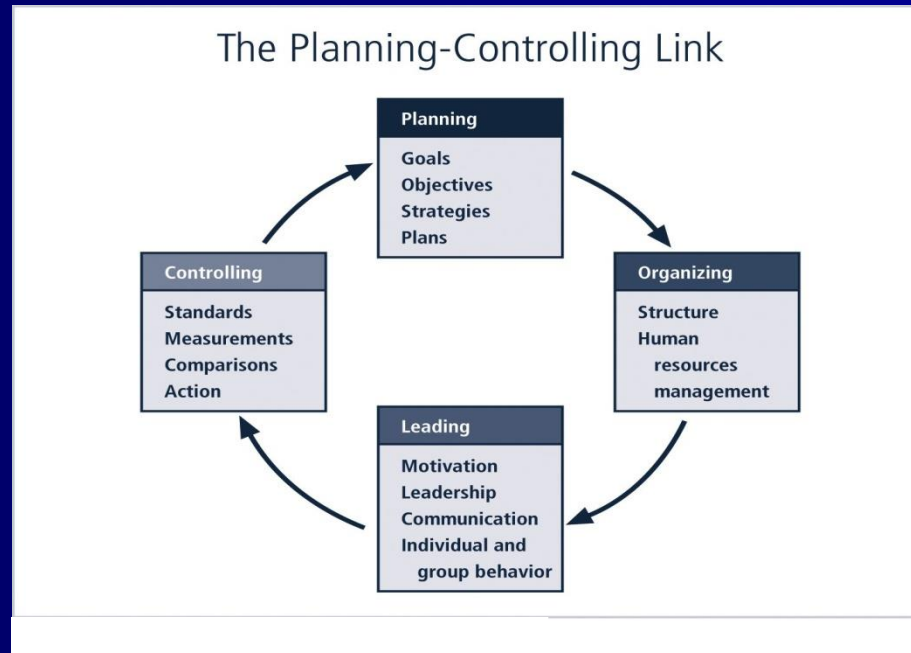 The Planning-Controlling Link
Planning
Goals
Objectives
Strategies
Plans
Controlling
Standards
Measurements
Comparisons
Action
Organizing
Structure
Human
resources
management
Leading
Motivation
Leadership
Communication
Individual and
group behavior